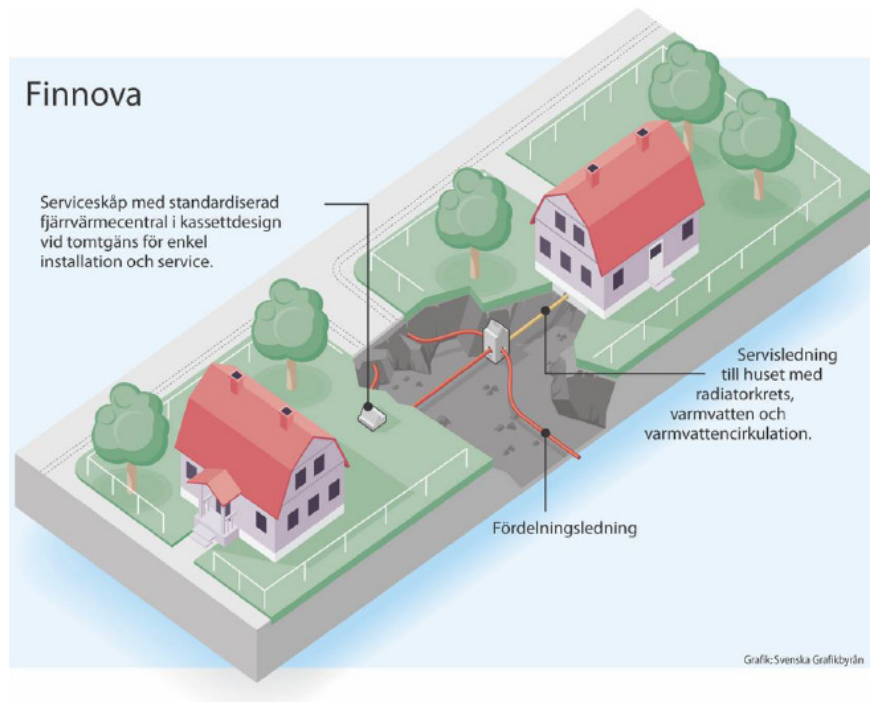 Finnova
Serviceskåp med standardiserad
fjärrvärmecentral i kassettdesign
vid tomtgäns för enkel
installation och service.
Servisledning
till huset med
radiatorkrets,
varmvatten och
varmvattencirkulation.
Fördelningsledning
Grafik: Svenska Grafikbyrån